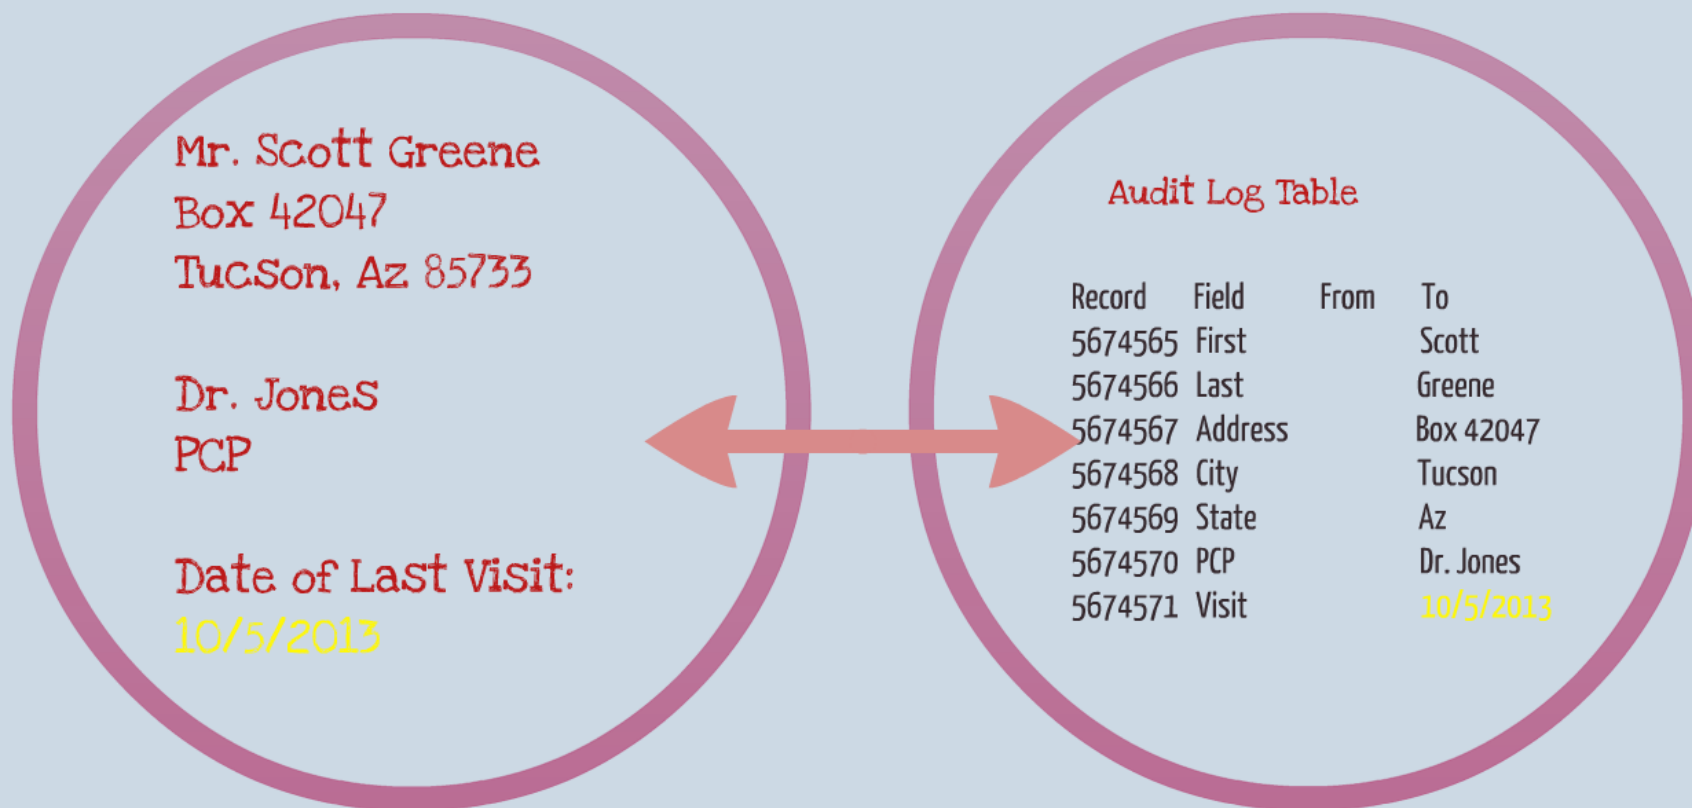 Mr. Scott Greene
Box 42047
Tucson, Az 85733
Dr. Jones
PCP
Date of Last Visit:
10/5/2013
Audit Log Table
Record Field From To
5674565 First Scott
5674566 Last Greene
5674567 Address Box 42047
5674568 City Tucson
5674569 State Az
5674570 PCP Dr. Jones
5674571 Visit 10/5/2013